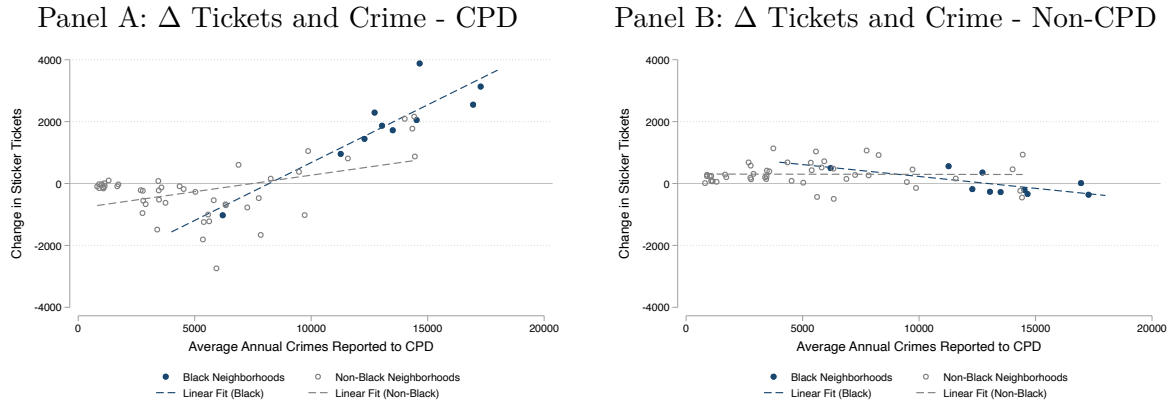 Panel A: Δ Tickets and Crime - CPD
Change in Sticker Tickets
4000
2000
0
-2000
-4000
0 5000 10000 15000 20000
Average Annual Crimes Reported to CPD
Black Neighborhoods Non-Black Neighborhoods
Linear Fit (Black) Linear Fit (Non-Black)
Panel B: Δ Tickets and Crime - Non-CPD
Change in Sticker Tickets
4000
2000
0
-2000
-4000
0 5000 10000 15000 20000
Average Annual Crimes Reported to CPD
Black Neighborhoods Non-Black Neighborhoods
Linear Fit (Black) Linear Fit (Non-Black)